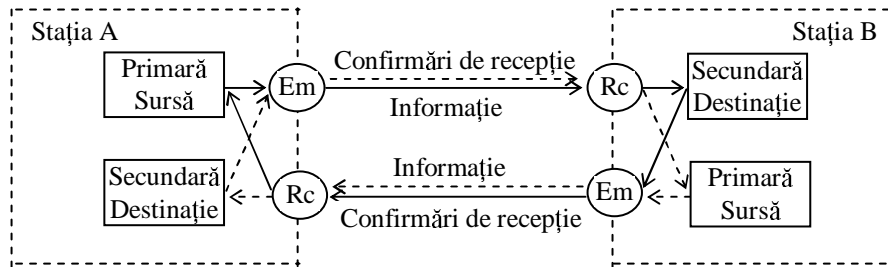 Stația A
Stația B
Primară
Sursă
Em
Confirmări de recepție
Informație
Rc
Secundară
Destinație
Secundară
Destinație
Rc
Informație
Confirmări de recepție
Em
Primară
Sursă